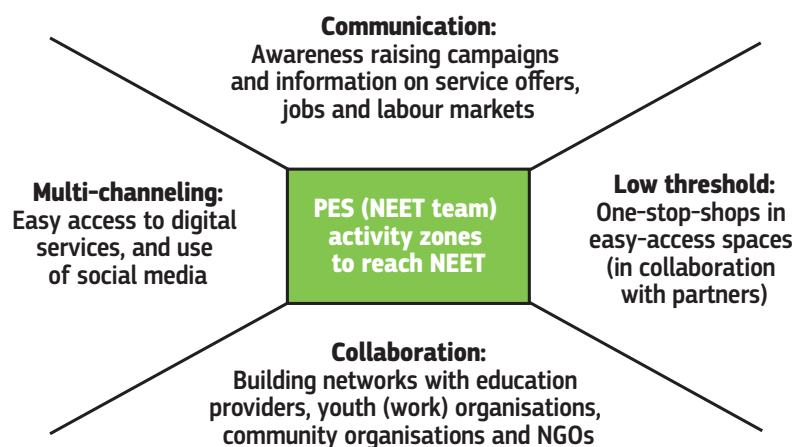 Communication:
Awareness raising campaigns
and information on service offers,
jobs and labour markets
Multi-channeling:
Easy access to digital
services, and use
of social media
PES (NEET team)
activity zones
to reach NEET
Low threshold:
One-stop-shops in
easy-access spaces
(in collaboration
with partners)
Collaboration:
Building networks with education
providers, youth (work) organisations,
community organisations and NGOs